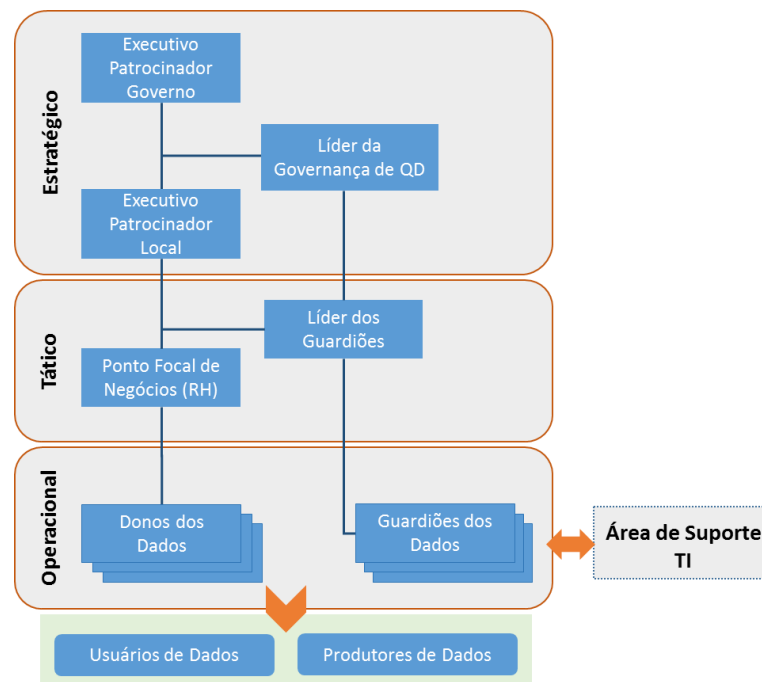 Estratégico
Executivo
Patrocinador
Governo
Líder da
Governança de QD
Executivo
Patrocinador
Local
Tático
Líder dos
Guardiões
Ponto Focal de
Negócios (RH)
Operacional
Donos dos
Dados
Guardiões dos
Dados
Área de Suporte
TI
Usuários de Dados
Produtores de Dados